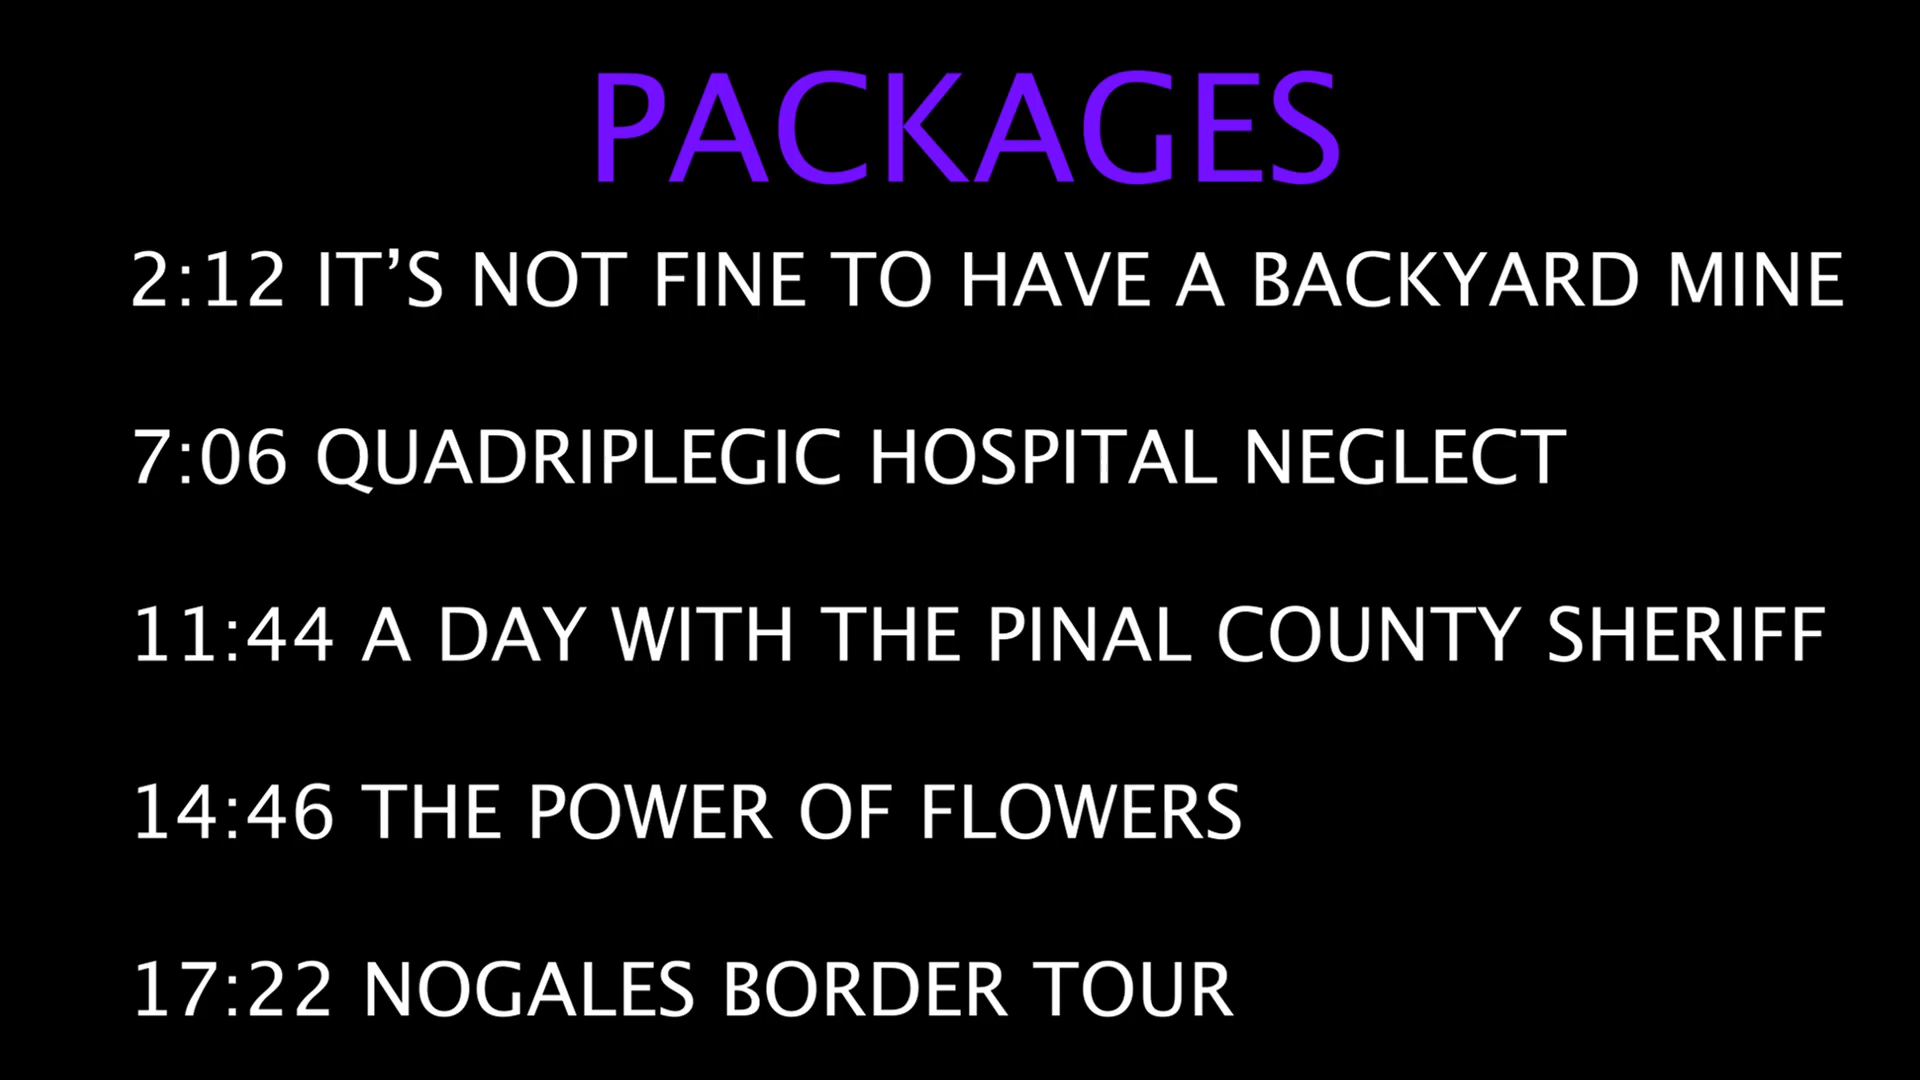 PACKAGES
2:12 IT’S NOT FINE TO HAVE A BACKYARD MINE
7:06 QUADRIPLEGIC HOSPITAL NEGLECT
11:44 A DAY WITH THE PINAL COUNTY SHERIFF
14:46 THE POWER OF FLOWERS
17:22 NOGALES BORDER TOUR